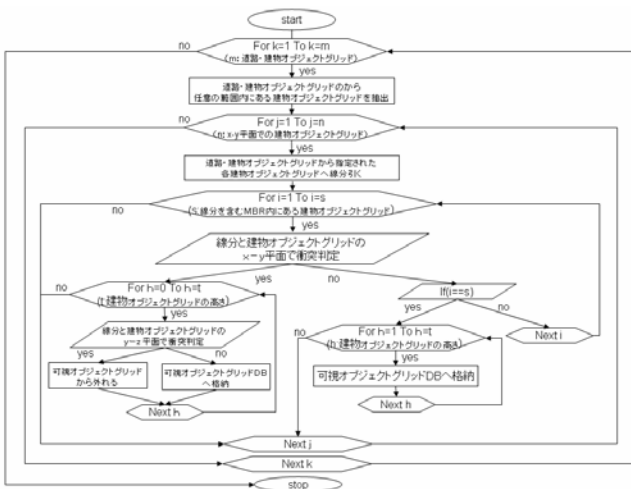 start
no
For k=1 To k=m
(m: 道路・建物オブジェクトグリッド)
yes
道路・建物オブジェクトグリッドのから
任意の範囲内にある建物オブジェクトグリッドを抽出
no
For j=1 To j=n
(n: x-y平面での建物オブジェクトグリッド)
yes
道路・建物オブジェクトグリッドから指定された
各建物オブジェクトグリッドへ線分引く
no
For i=1 To i=s
(S:線分を含むMBR内にある建物オブジェクトグリッド)
yes
線分と建物オブジェクトグリッドの
x-y平面で衝突判定
yes
no
no
For h=0 To h=t
(t:建物オブジェクトグリッドの高さ)
If(i==s)
yes
no
yes
線分と建物オブジェクトグリッドの
y-z平面で衝突判定
no
For h=1 To h=t
(h:建物オブジェクトグリッドの高さ)
Next i
yes
no
yes
可視オブジェクトグリッド
から外れる
可視オブジェクトグリッドDB
へ格納
可視オブジェクトグリッドDBへ格納
Next h
Next h
Next j
Next k
stop